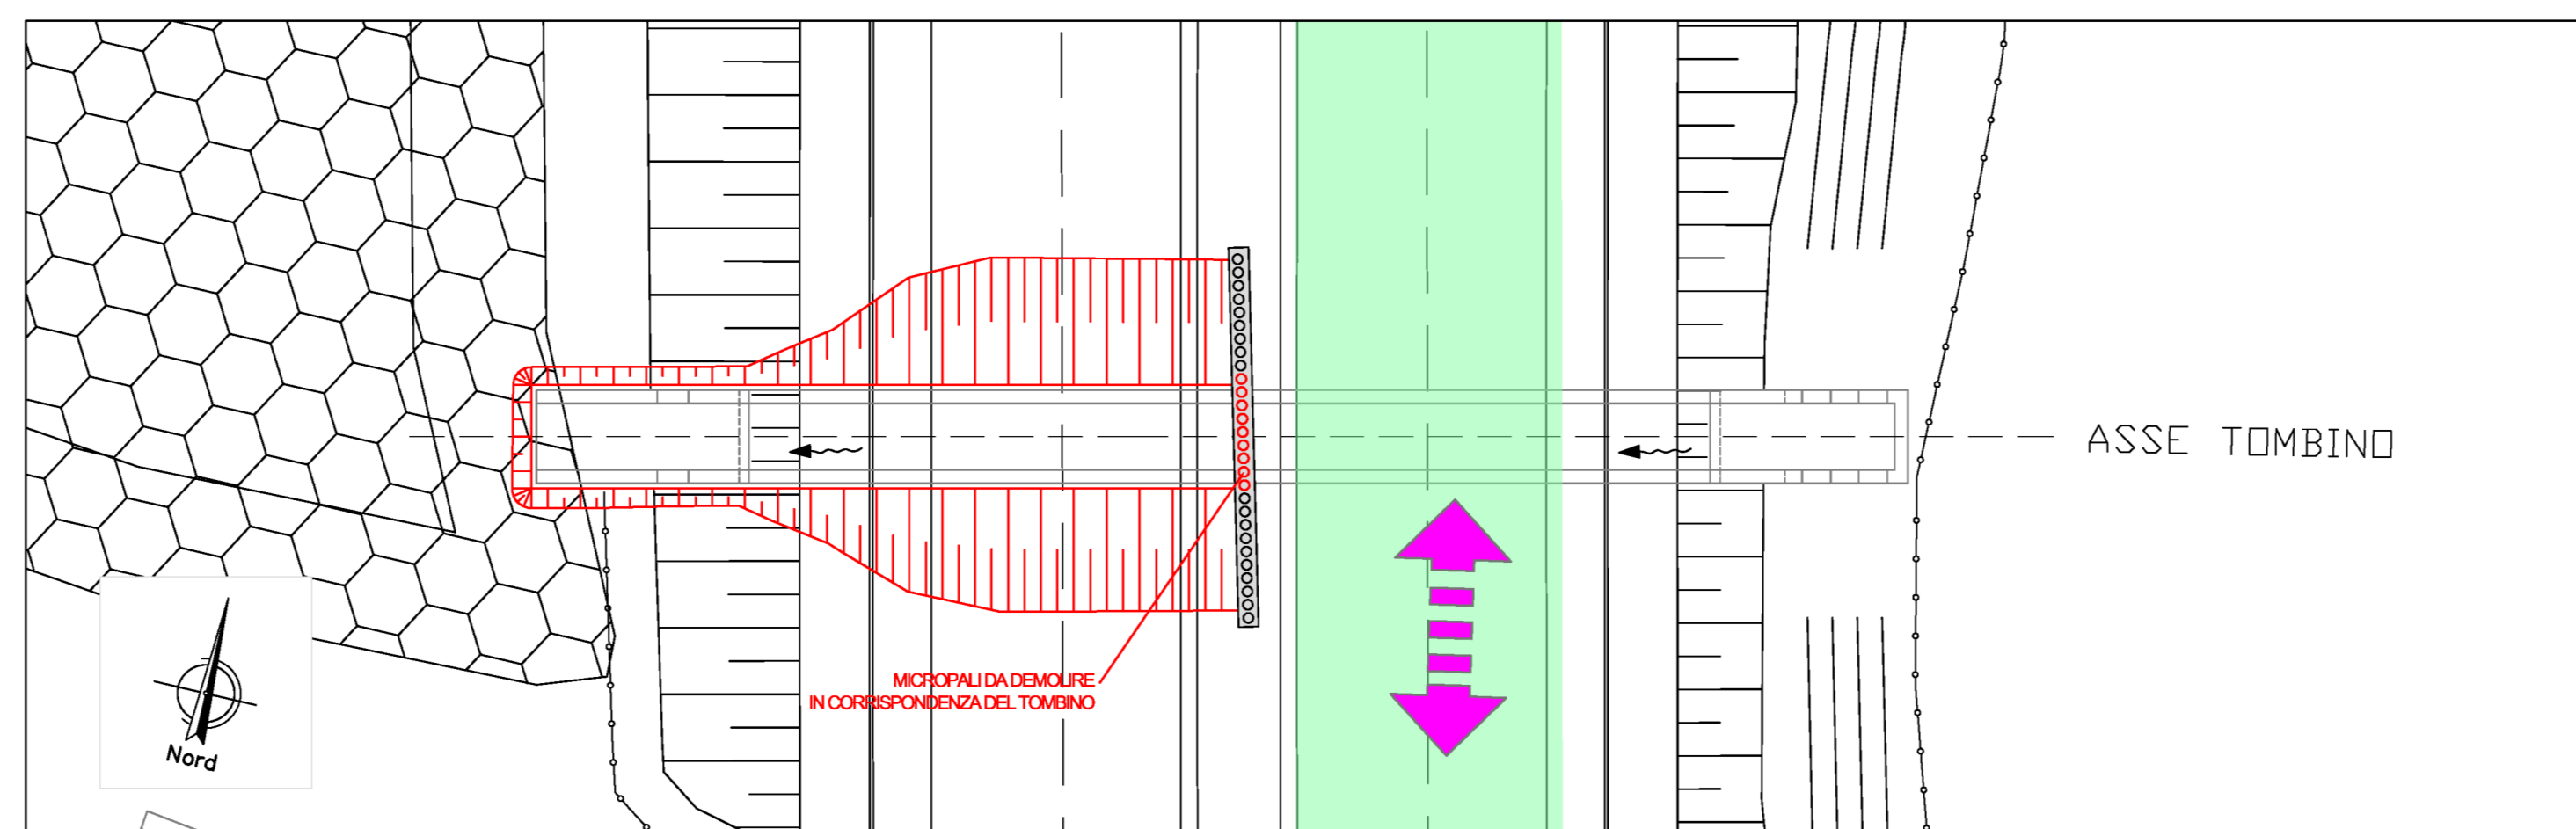 ASSE TOMBINO
MICROPALI DA DEMOLIRE
IN CORRISPONDENZA DEL TOMBINO
Nord